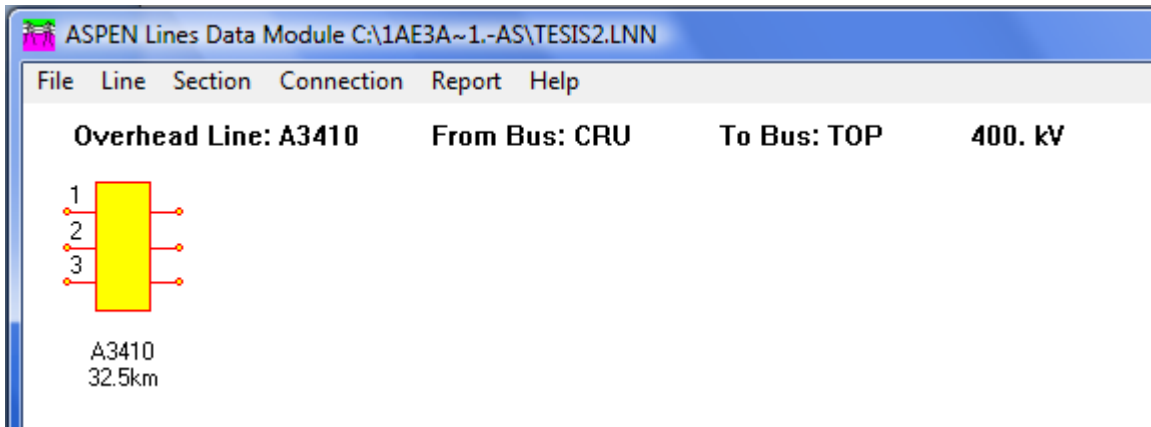 ASPEN Lines Data Module C:\1AE3A~1.-AS\TESIS2.LNN
File Line Section Connection Report Help
Overhead Line: A3410 From Bus: CRU To Bus: TOP 400. kV
1
2
3
A3410
32.5km